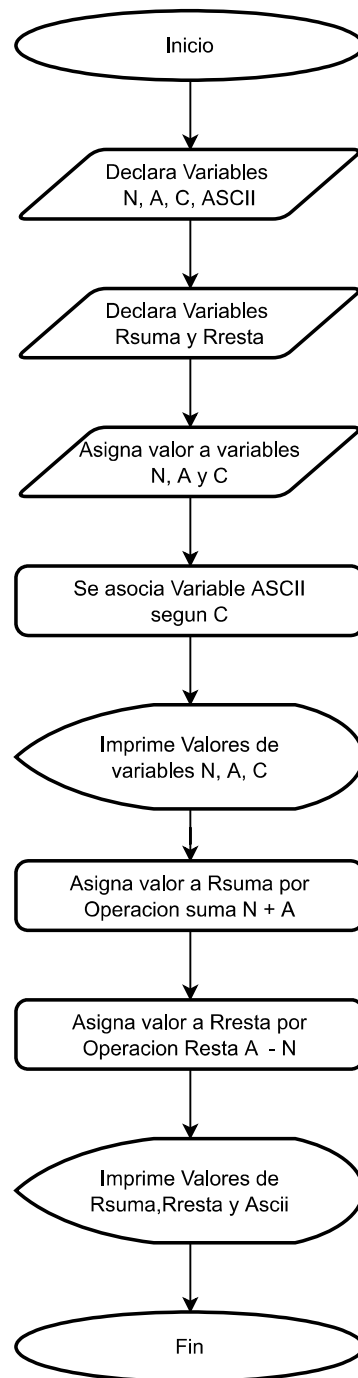 Inicio
Declara Variables
N, A, C, ASCII
Declara Variables
Rsuma y Rresta
Asigna valor a variables
N, A y C
Se asocia Variable ASCII
segun C
Imprime Valores de
variables N, A, C
Asigna valor a Rsuma por
Operacion suma N + A
Asigna valor a Rresta por
Operacion Resta A - N
Imprime Valores de
Rsuma,Rresta y Ascii
Fin